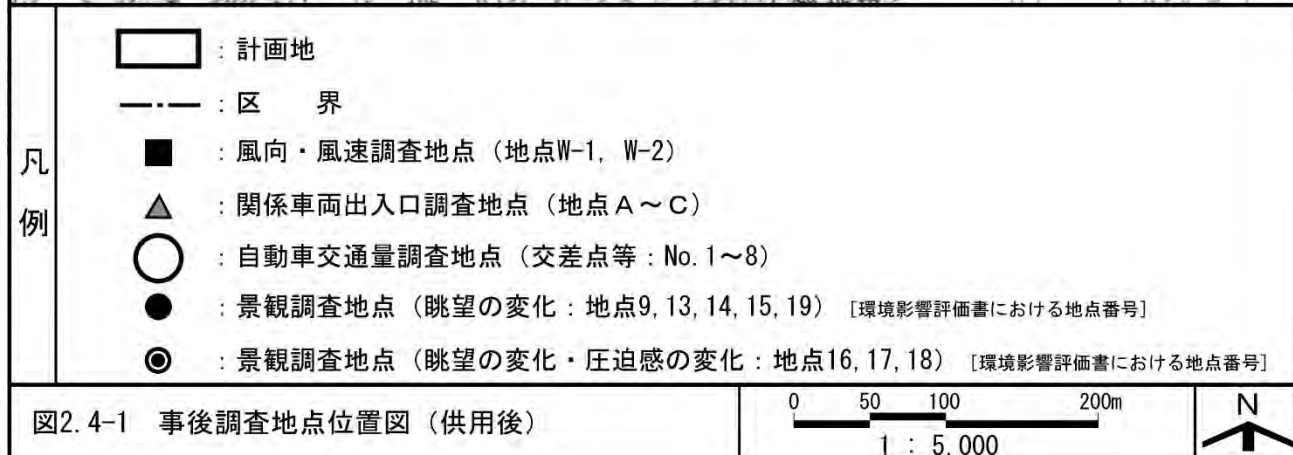 凡例
：計画地
：区　　界
：風向・風速調査地点（地点W-1, W-2）
：関係車両出入口調査地点（地点Ａ～Ｃ）
：自動車交通量調査地点（交差点等：No.1～8）
：景観調査地点（眺望の変化：地点9,13,14,15,19） [環境影響評価書における地点番号]
：景観調査地点（眺望の変化・圧迫感の変化：地点16,17,18） [環境影響評価書における地点番号]
図2.4-1　事後調査地点位置図（供用後）
0 50 100 200m
1 : 5,000
N